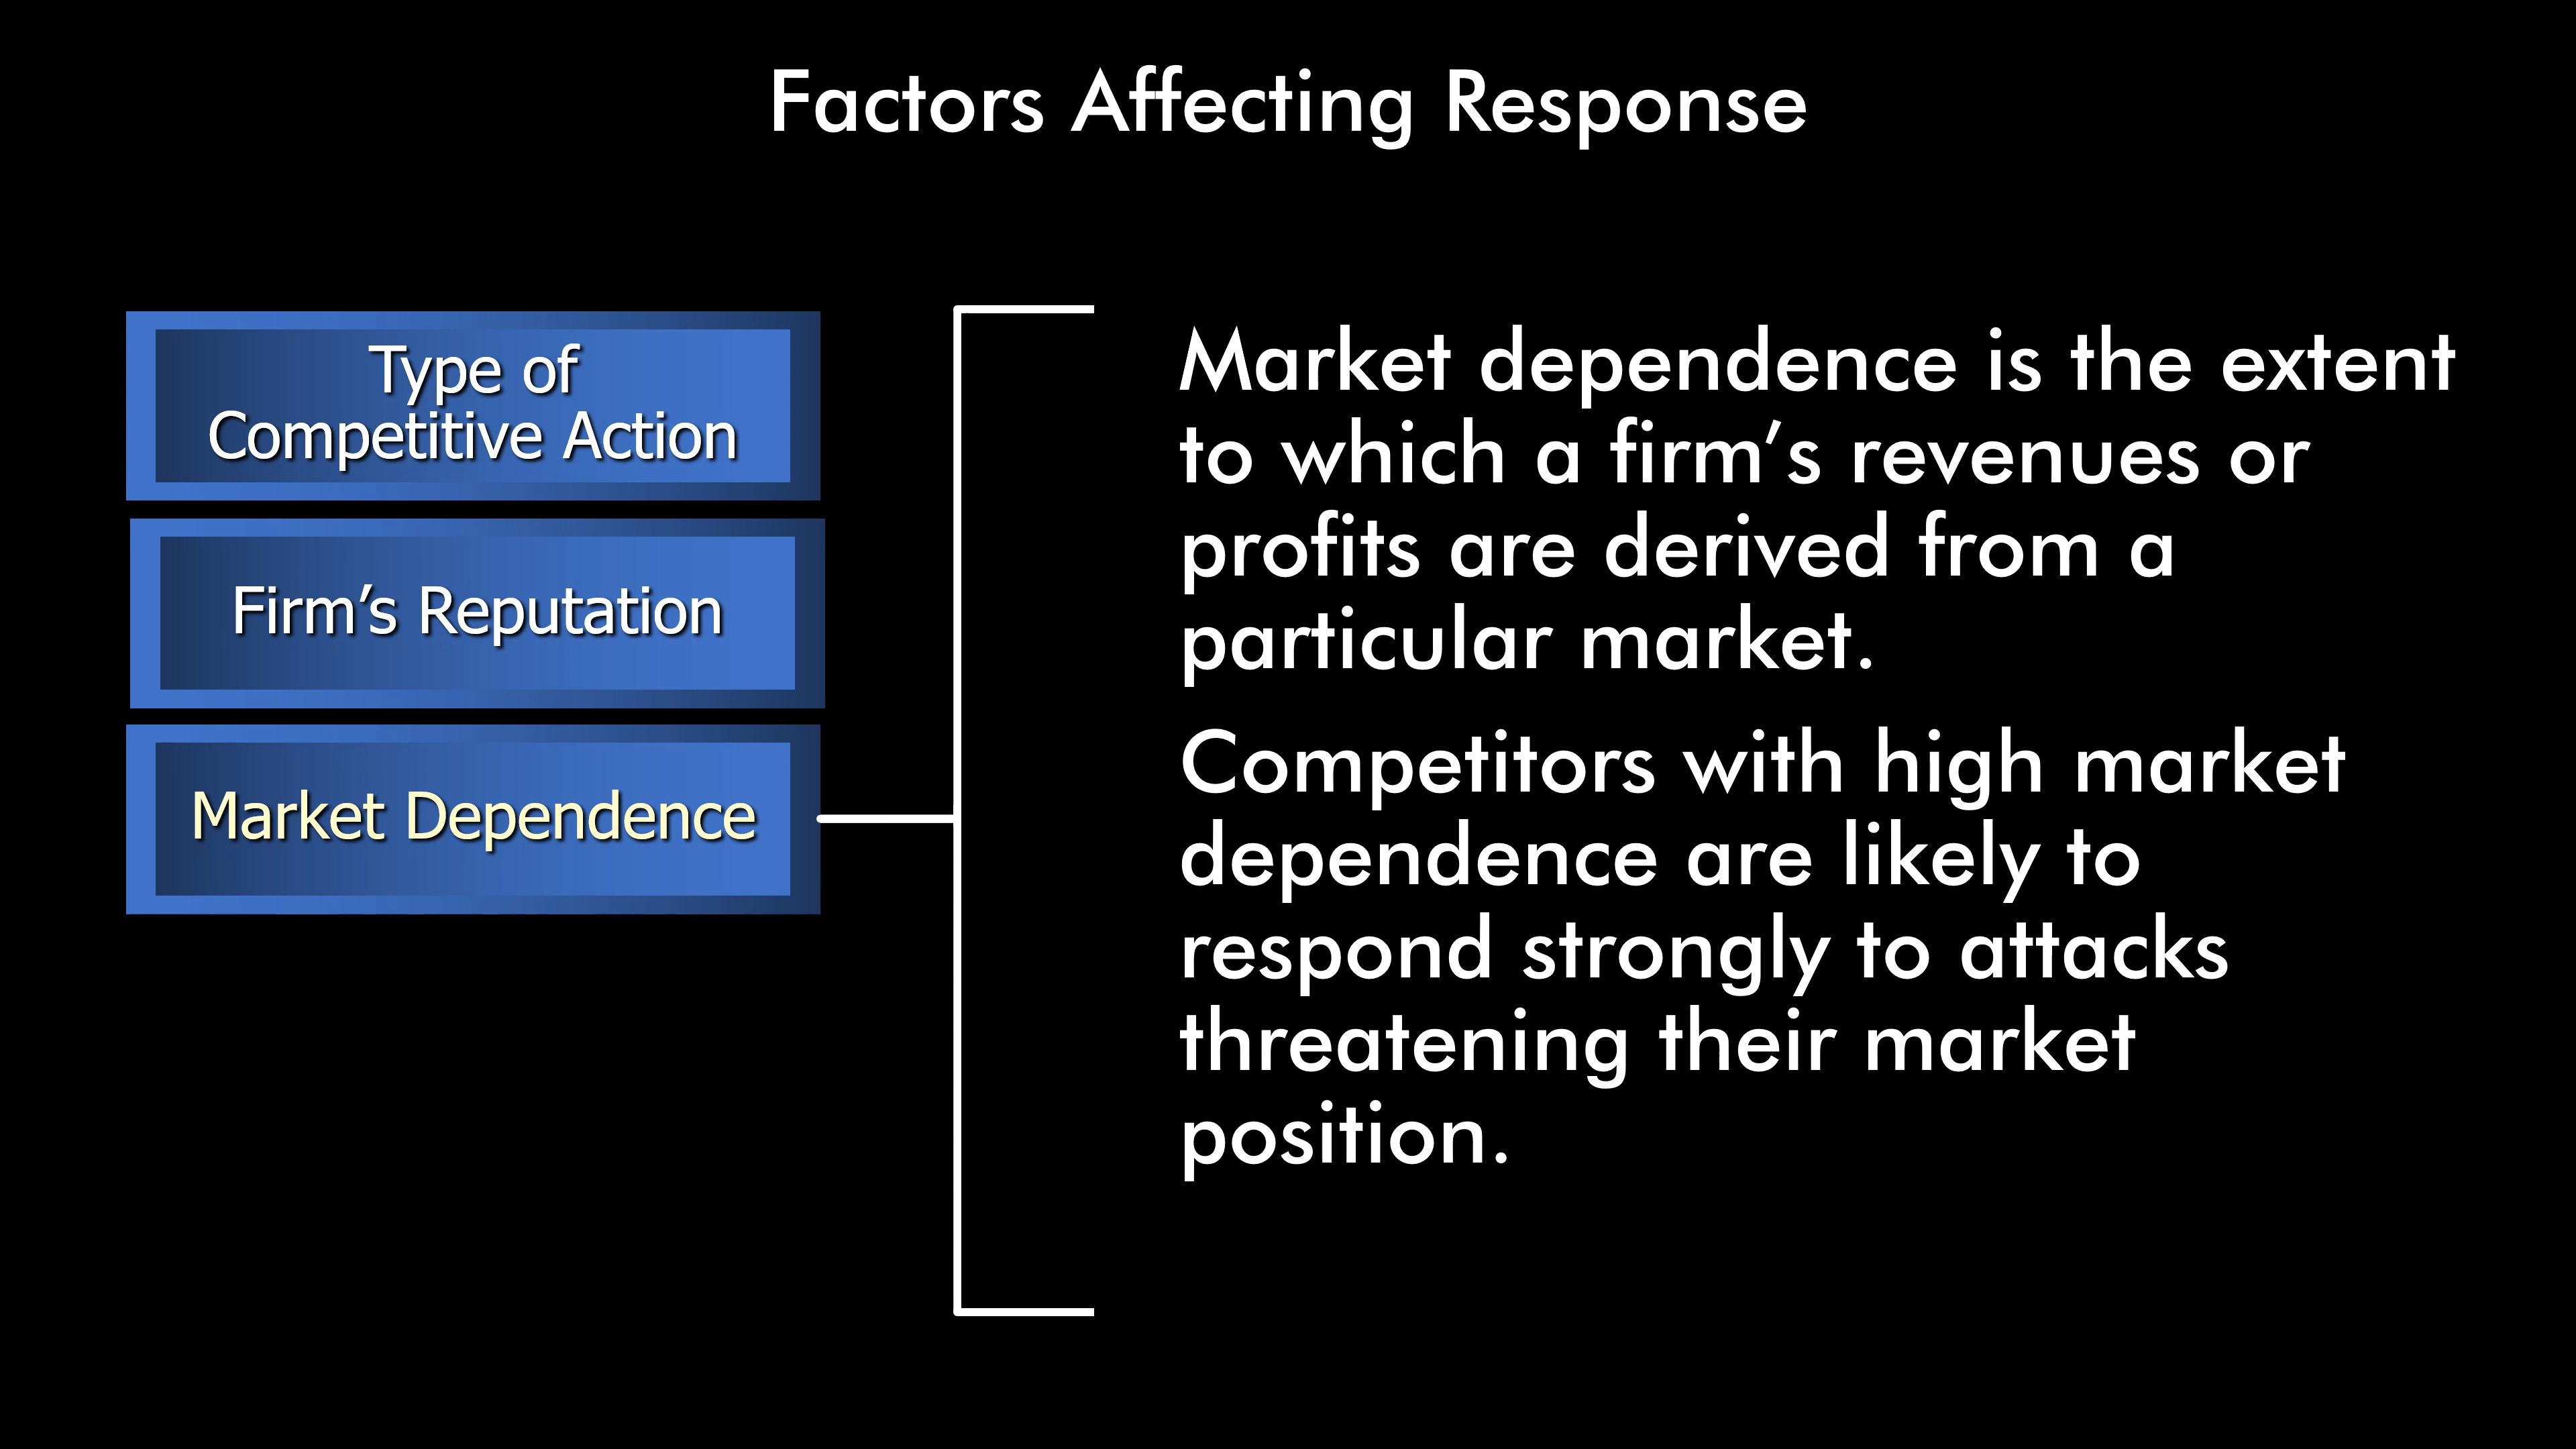 Factors Affecting Response
Type of
Competitive Action
Firm’s Reputation
Market Dependence
Market dependence is the extent
to which a firm’s revenues or
profits are derived from a
particular market.
Competitors with high market
dependence are likely to
respond strongly to attacks
threatening their market
position.